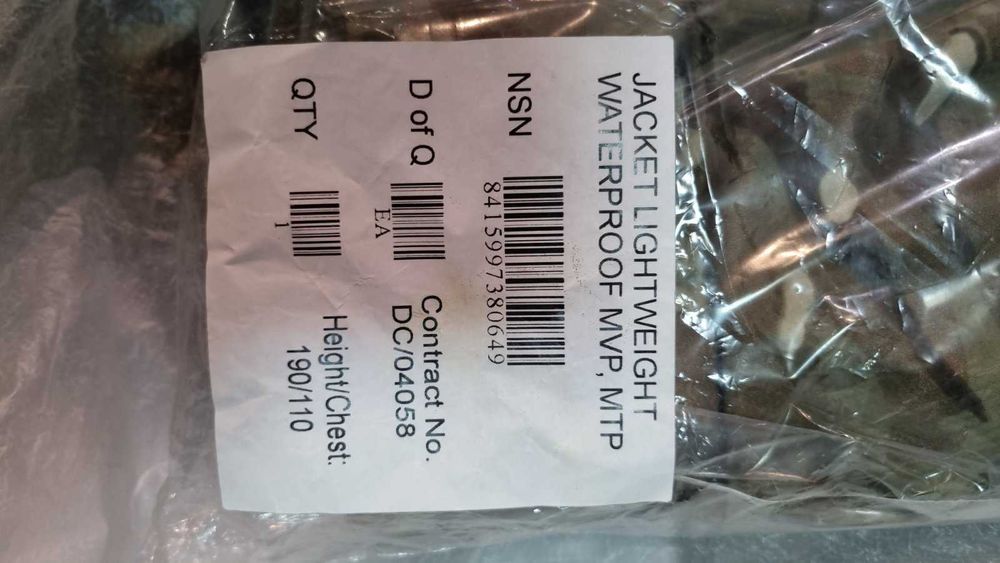 JACKET LIGHTWEIGHT
WATERPROOF MVP, MTP
NSN
8415997380649
D of Q
EA
Contract No.
DC/04058
QTY
1
Height/Chest:
190/110